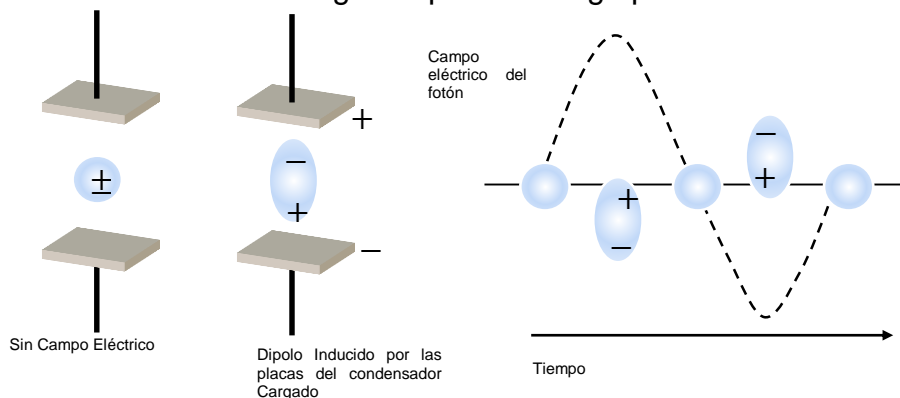 Campo
eléctrico del
fotón
+
−
+
−
±
+
−
−
+
+
−
Sin Campo Eléctrico
Dipolo Inducido por las
placas del condensador
Cargado
Tiempo